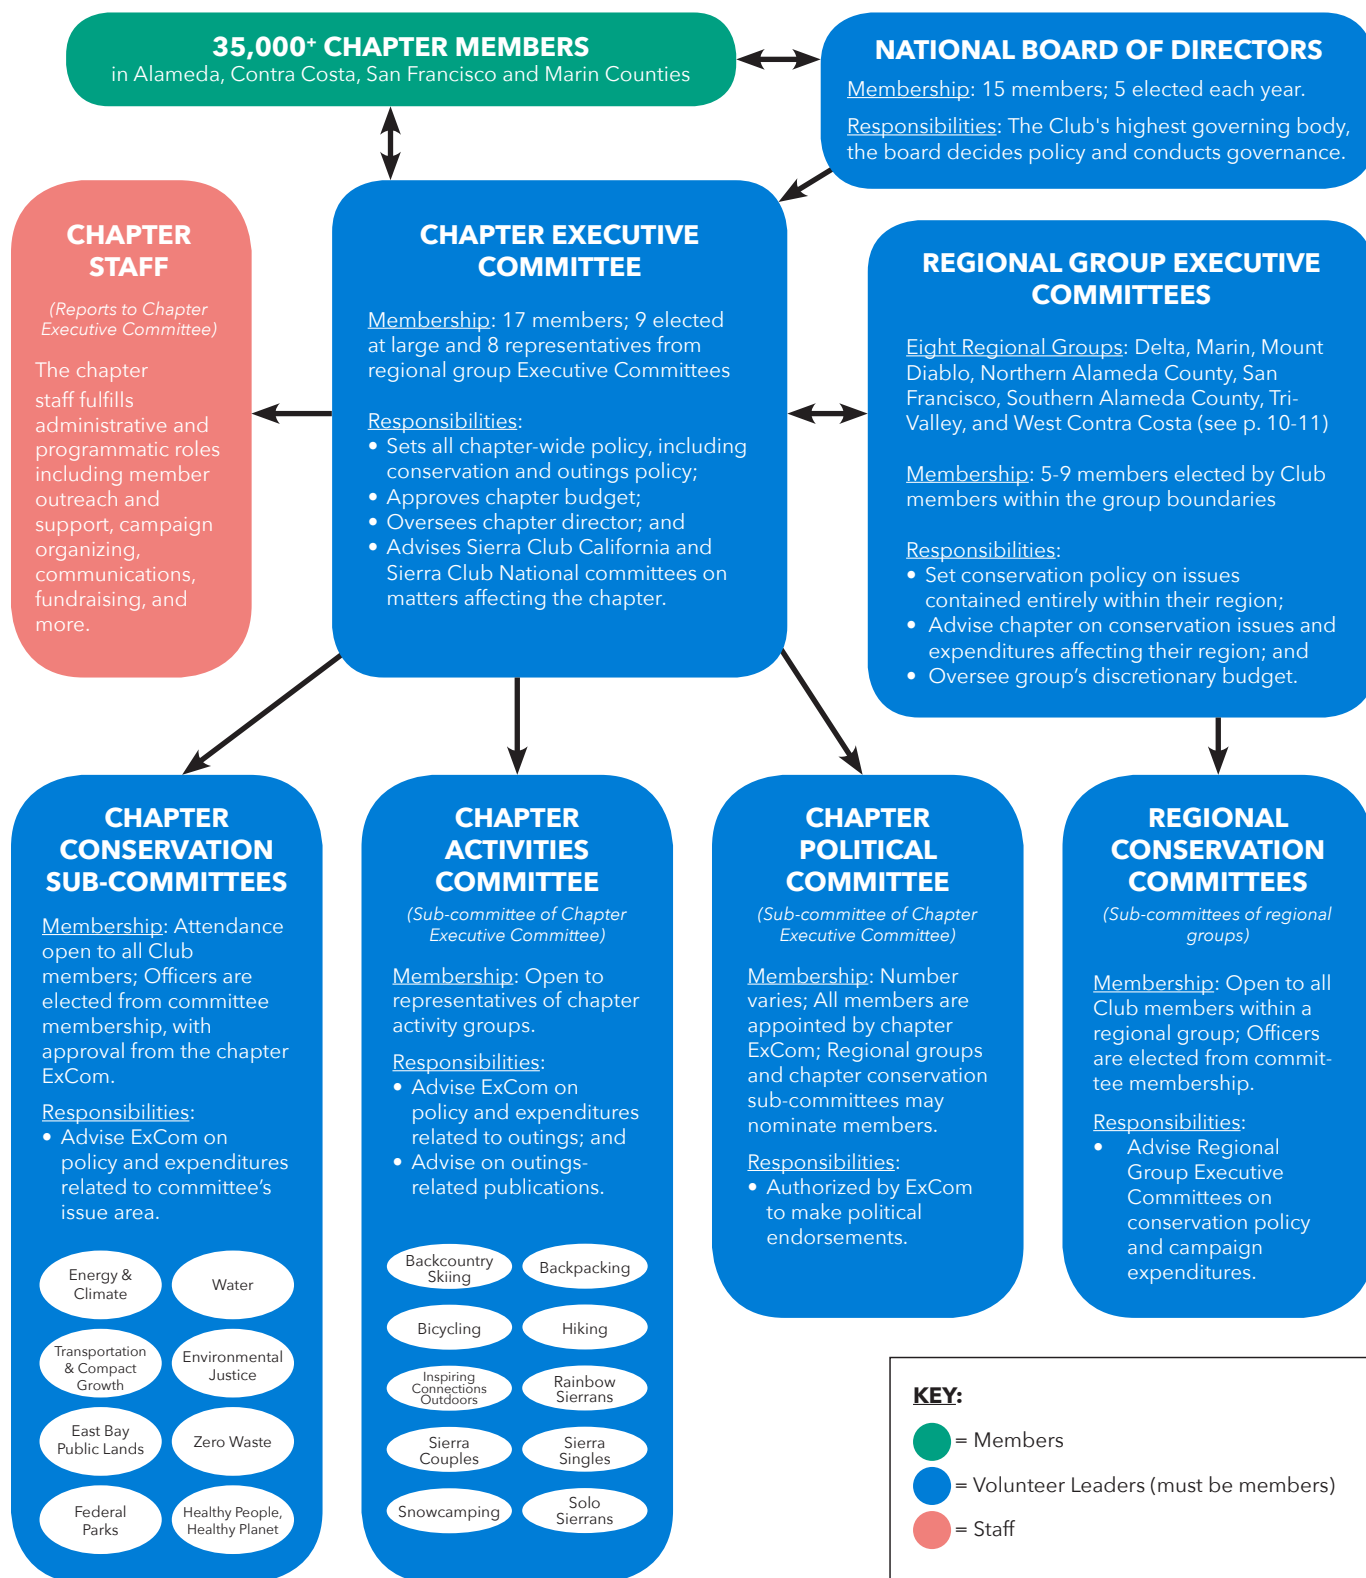 35,000+ CHAPTER MEMBERS
in Alameda, Contra Costa, San Francisco and Marin Counties
NATIONAL BOARD OF DIRECTORS
Membership: 15 members; 5 elected each year.
Responsibilities: The Club's highest governing body,
the board decides policy and conducts governance.
CHAPTER
STAFF
(Reports to Chapter
Executive Committee)
The chapter
staff fulfills
administrative and
programmatic roles
including member
outreach and
support, campaign
organizing,
communications,
fundraising, and
more.
CHAPTER EXECUTIVE
COMMITTEE
Membership: 17 members; 9 elected
at large and 8 representatives from
regional group Executive Committees
Responsibilities:
• Sets all chapter-wide policy, including
conservation and outings policy;
• Approves chapter budget;
• Oversees chapter director; and
• Advises Sierra Club California and
Sierra Club National committees on
matters affecting the chapter.
REGIONAL GROUP EXECUTIVE
COMMITTEES
Eight Regional Groups: Delta, Marin, Mount
Diablo, Northern Alameda County, San
Francisco, Southern Alameda County, Tri-
Valley, and West Contra Costa (see p. 10-11)
Membership: 5-9 members elected by Club
members within the group boundaries
Responsibilities:
• Set conservation policy on issues
contained entirely within their region;
• Advise chapter on conservation issues and
expenditures affecting their region; and
• Oversee group’s discretionary budget.
CHAPTER
CONSERVATION
SUB-COMMITTEES
Membership: Attendance
open to all Club
members; Officers are
elected from committee
membership, with
approval from the chapter
ExCom.
Responsibilities:
• Advise ExCom on
policy and expenditures
related to committee’s
issue area.
Energy &
Climate
Water
Transportation
& Compact
Growth
Environmental
Justice
East Bay
Public Lands
Zero Waste
Federal
Parks
Healthy People,
Healthy Planet
CHAPTER
ACTIVITIES
COMMITTEE
(Sub-committee of Chapter
Executive Committee)
Membership: Open to
representatives of chapter
activity groups.
Responsibilities:
• Advise ExCom on
policy and expenditures
related to outings; and
• Advise on outings-
related publications.
Backcountry
Skiing
Backpacking
Bicycling
Hiking
Inspiring
Connections
Outdoors
Rainbow
Sierrans
Sierra
Couples
Sierra
Singles
Snowcamping
Solo
Sierrans
CHAPTER
POLITICAL
COMMITTEE
(Sub-committee of Chapter
Executive Committee)
Membership: Number
varies; All members are
appointed by chapter
ExCom; Regional groups
and chapter conservation
sub-committees may
nominate members.
Responsibilities:
• Authorized by ExCom
to make political
endorsements.
REGIONAL
CONSERVATION
COMMITTEES
(Sub-committees of regional
groups)
Membership: Open to all
Club members within a
regional group; Officers
are elected from commit-
tee membership.
Responsibilities:
• Advise Regional
Group Executive
Committees on
conservation policy
and campaign
expenditures.
KEY:
= Members
= Volunteer Leaders (must be members)
= Staff